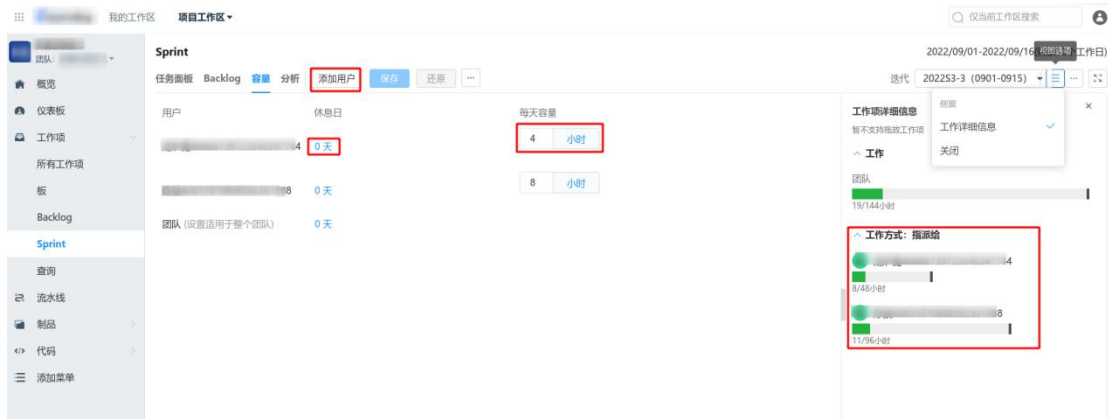 我的工作区 项目工作区
仅当前工作区搜索
团队:
Sprint
2022/09/01-2022/09/16
视图选项
工作日)
任务面板 Backlog 容量 分析 添加用户 保存 还原 ...
迭代 2022S3-3 (0901-0915)
概览
仪表板
工作项
所有工作项
板
Backlog
Sprint
查询
流水线
制品
代码
添加菜单
用户 休息日 每天容量
4 0 天 4 小时
8 0 天 8 小时
团队 (设置适用于整个团队) 0 天
侧窗
工作详细信息
关闭
工作项详细信息
暂不支持拖放工作项
工作
团队
19/144小时
工作方式: 指派给
4
8/48小时
8
11/96小时